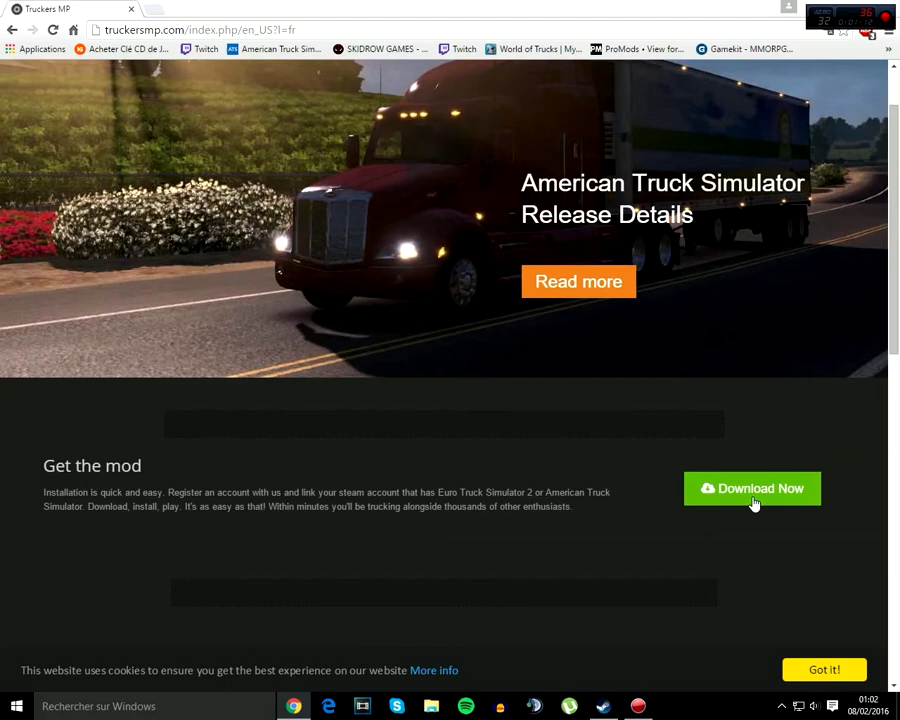 Truckers MP
truckersmp.com/index.php/en_US?l=fr
Applications
Acheter Clé CD de J...
Twitch
ATS
American Truck Sim...
SKIDROW GAMES - ...
Twitch
World of Trucks | My...
PM
ProMods • View for...
Gamekit - MMORPG...
»
36
32
American Truck Simulator
Release Details
Read more
Get the mod
Installation is quick and easy. Register an account with us and link your steam account that has Euro Truck Simulator 2 or American Truck
Simulator. Download, install, play. It's as easy as that! Within minutes you'll be trucking alongside thousands of other enthusiasts.
Download Now
This website uses cookies to ensure you get the best experience on our website More info
Got it!
Rechercher sur Windows
01:02
08/02/2016